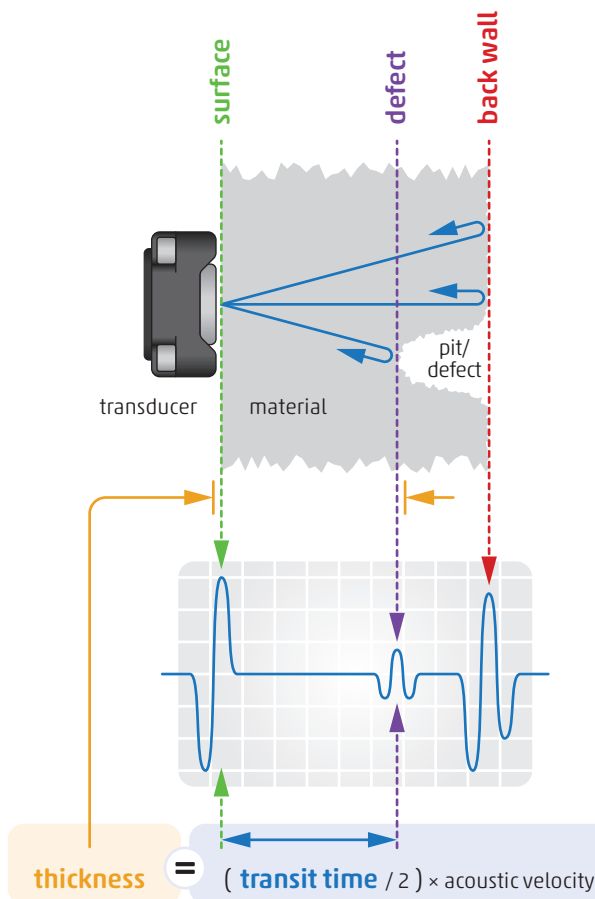 surface
defect
back wall
pit/
defect
transducer
material
thickness = ( transit time / 2 ) × acoustic velocity